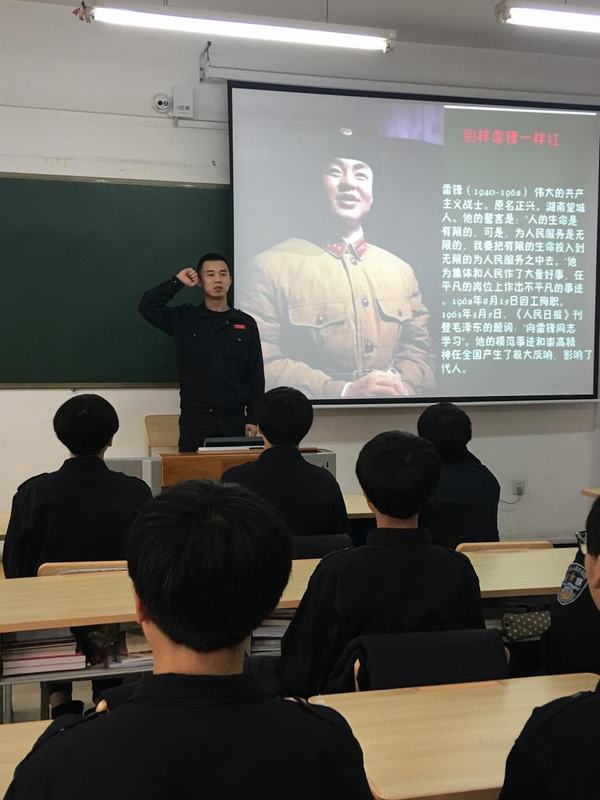 别样雷锋一样红
雷锋（1940-1962）伟大的共产
主义战士。原名正兴。湖南望城
人。他的誓言是："人的生命是
有限的，可是，为人民服务是无
限的，我要把有限的生命投入到
无限的为人民服务之中去。"他
为集体和人民作了大量好事，在
平凡的岗位上作出不平凡的事迹
。1962年8月15日因工殉职。
1963年3月5日，《人民日报》刊
登毛泽东的题词："向雷锋同志
学习"。他的模范事迹和崇高精
神在全国产生了极大反响，影响了
代人。